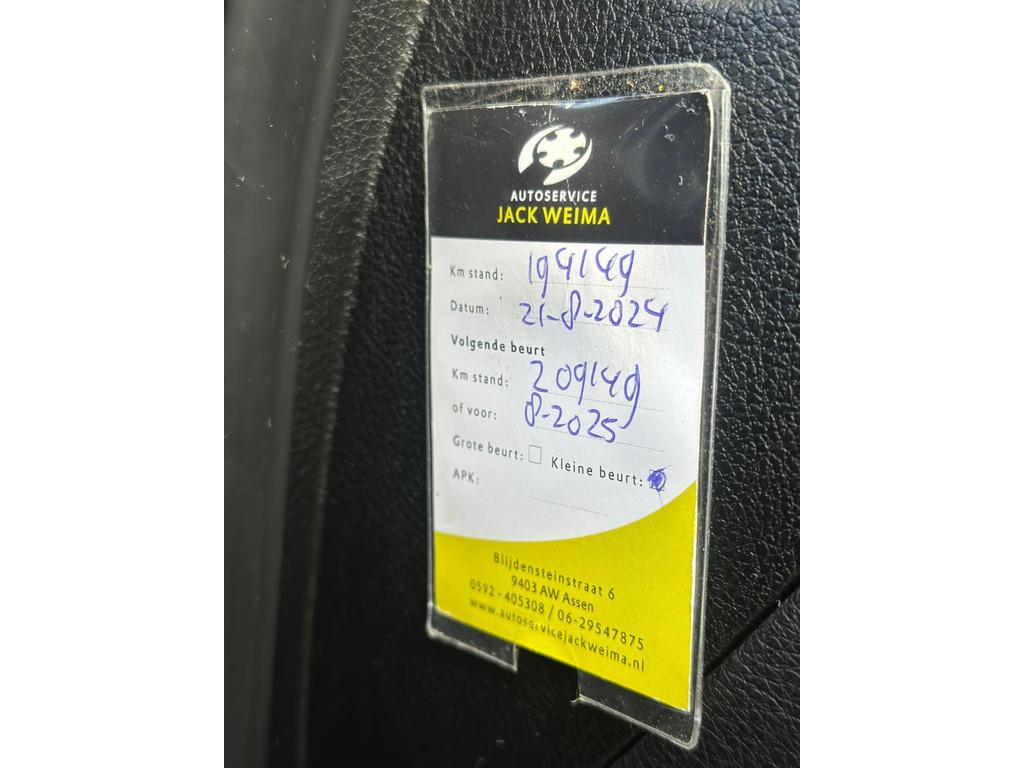 AUTOSERVICE
JACK WEIMA
Km stand: 194149
Datum: 21-8-2024
Volgende beurt
Km stand: 209149
of voor: 8-2025
Grote beurt: Kleine beurt:
APK:
Blijdensteinstraat 6
9403 AW Assen
0592 - 405308 / 06-29547875
www.autoservicejackweima.nl